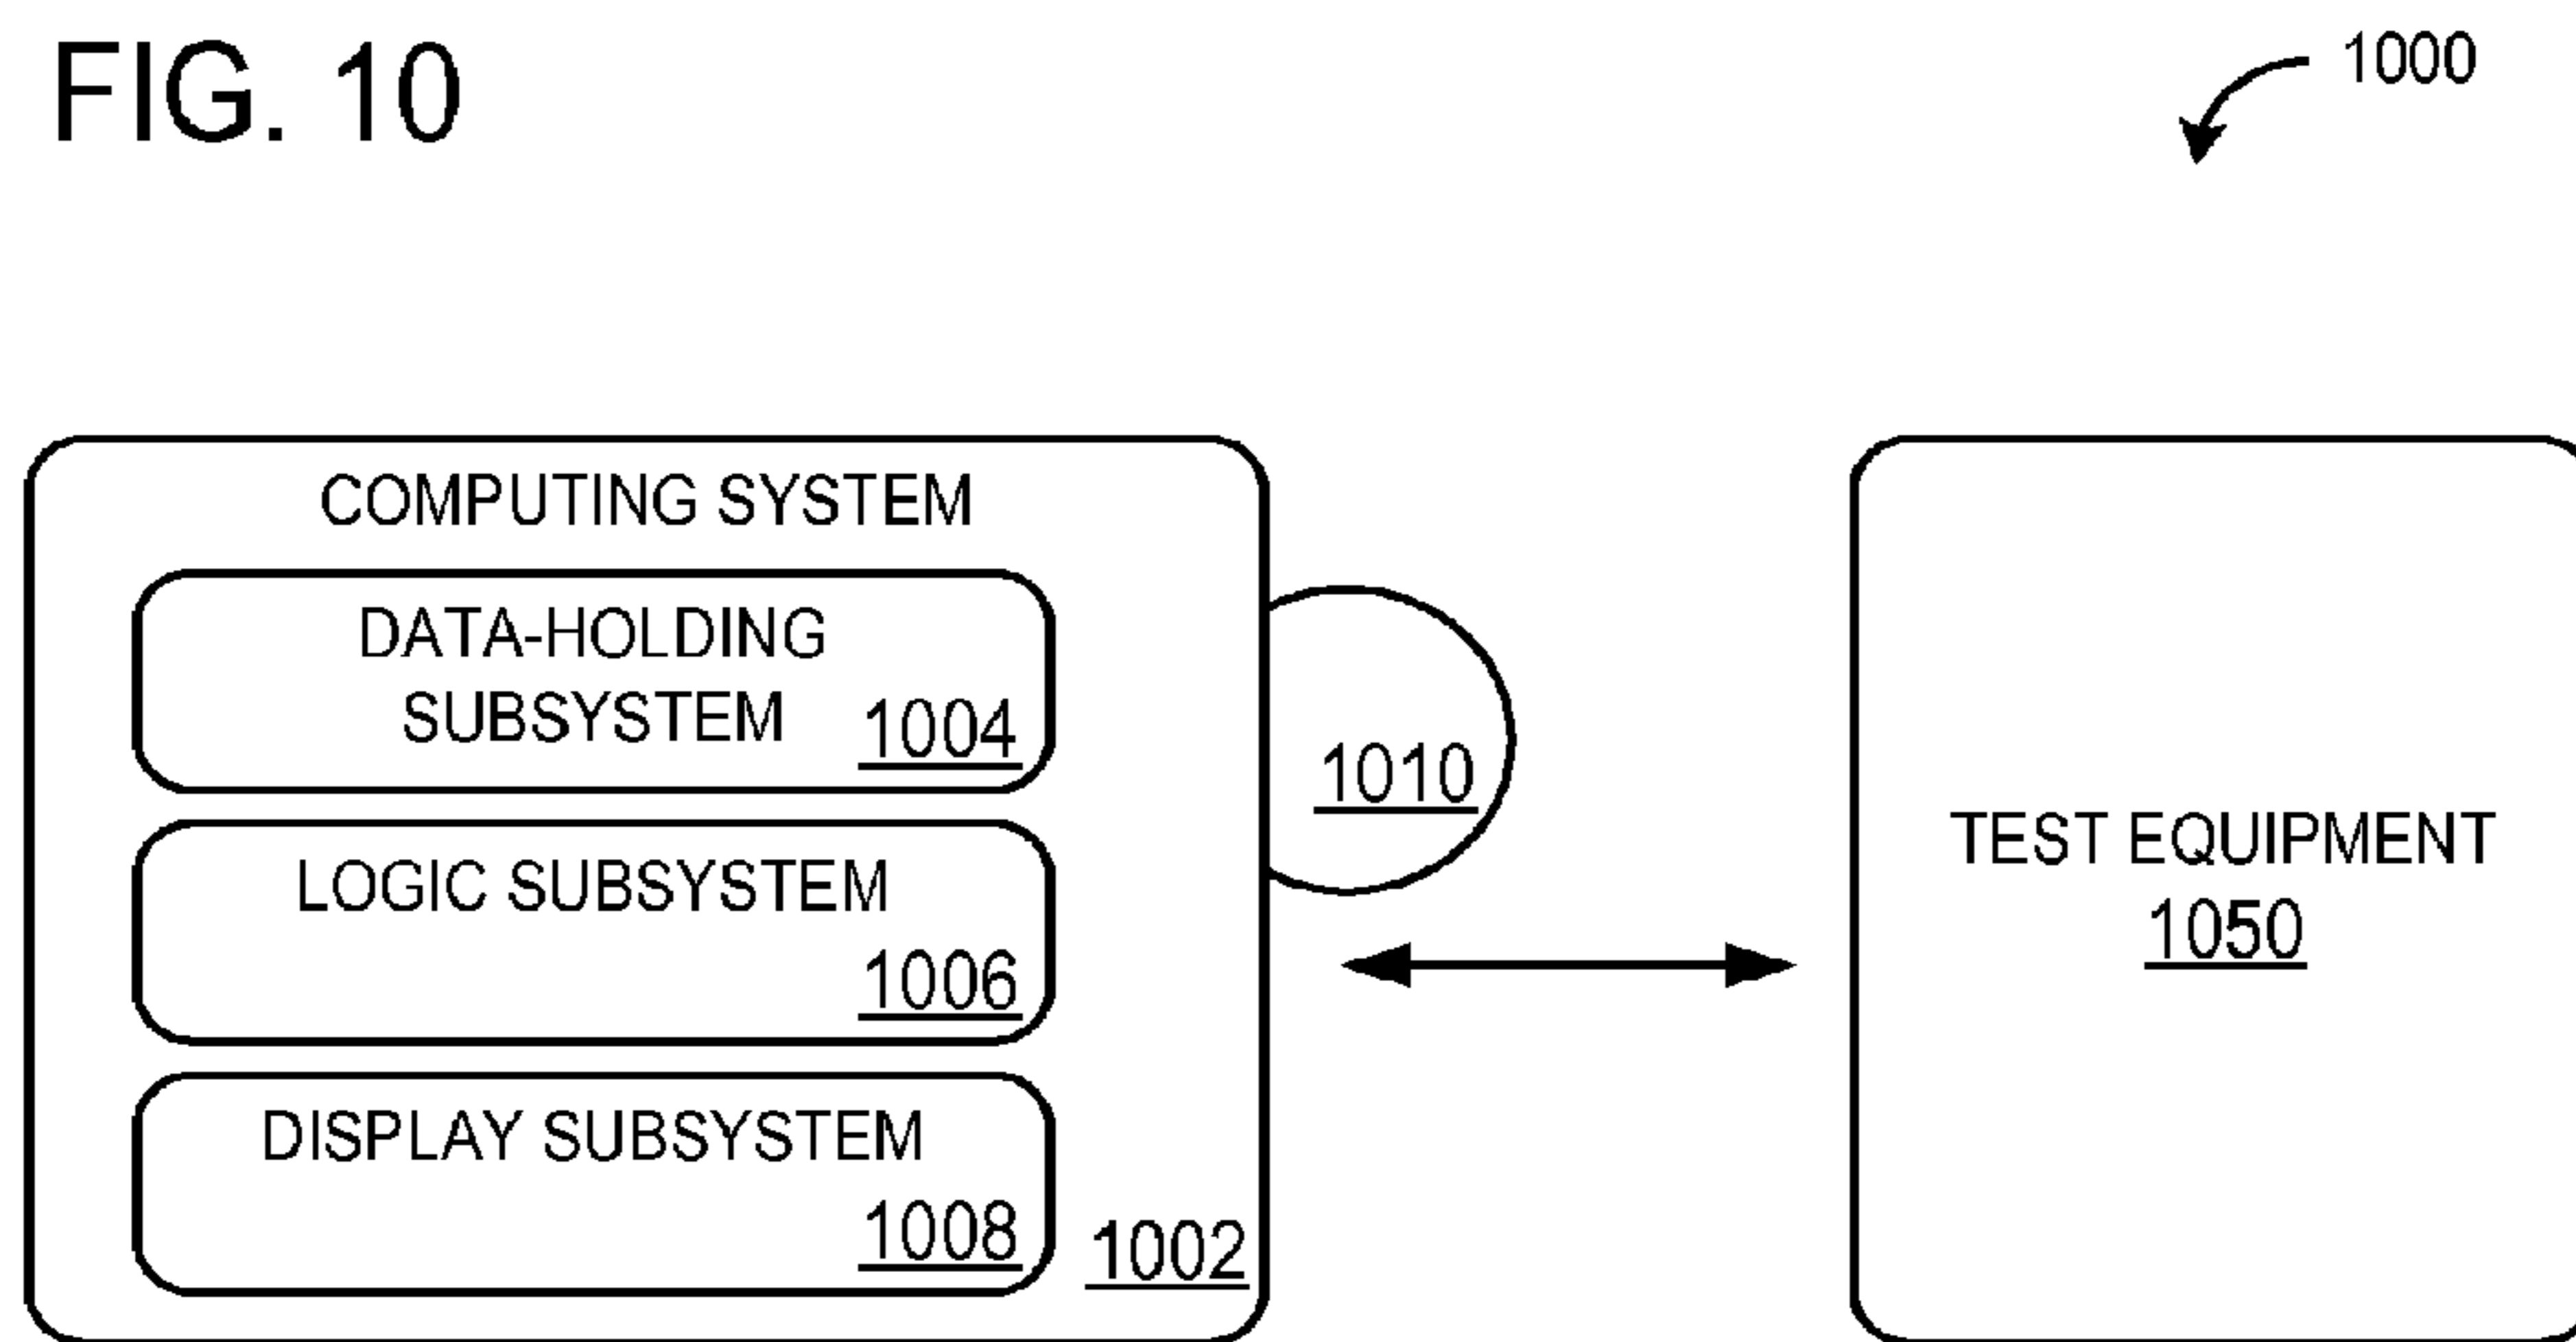 FIG. 10
1000
COMPUTING SYSTEM
DATA-HOLDING
SUBSYSTEM
1004
LOGIC SUBSYSTEM
1006
DISPLAY SUBSYSTEM
1008
1002
1010
TEST EQUIPMENT
1050